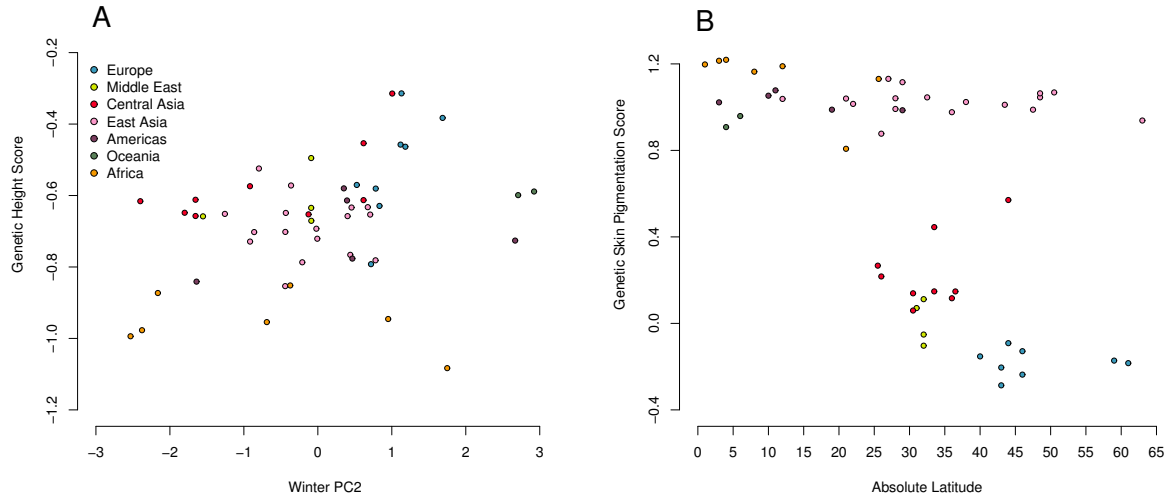 A
−0.2
−0.4
−0.6
−0.8
−1.0
−1.2
Genetic Height Score
Europe
Middle East
Central Asia
East Asia
Americas
Oceania
Africa
−3 −2 −1 0 1 2 3
Winter PC2
B
1.2
0.8
0.4
0.0
−0.4
Genetic Skin Pigmentation Score
0 5 10 15 20 25 30 35 40 45 50 55 60 65
Absolute Latitude